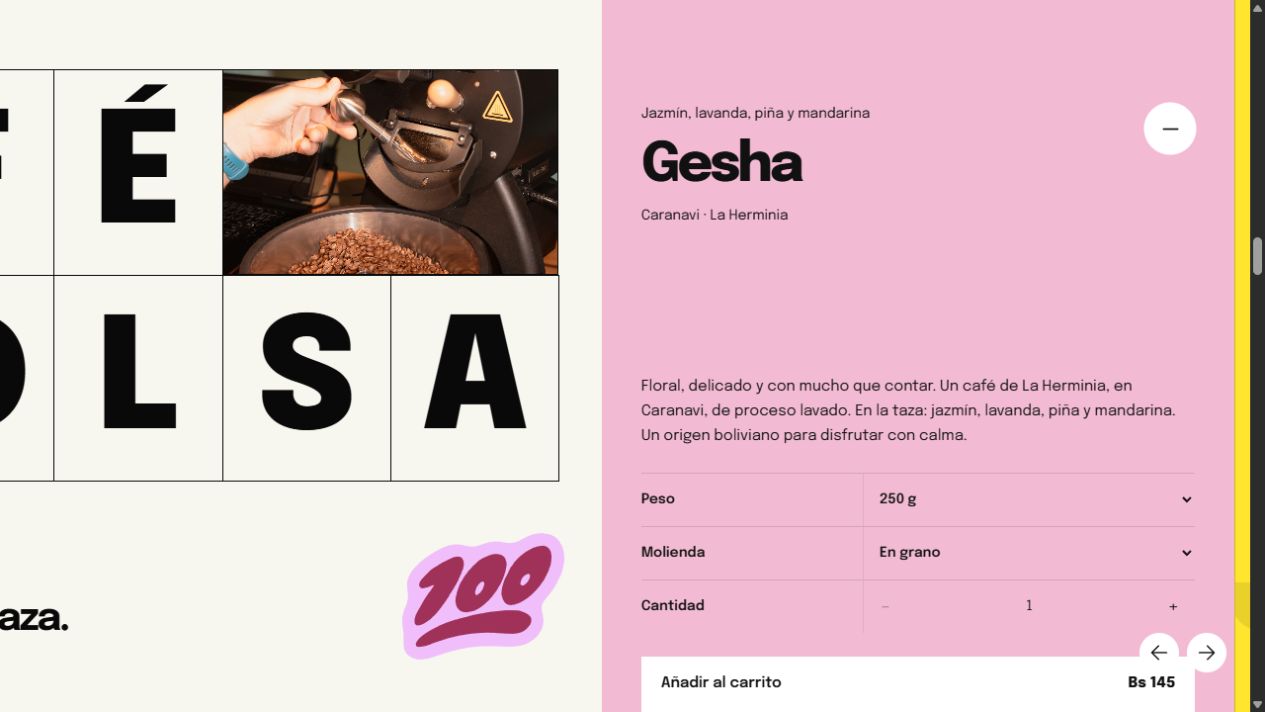 É
L S A
aza.
100
Jazmín, lavanda, piña y mandarina
Gesha
Caranavi · La Herminia
Floral, delicado y con mucho que contar. Un café de La Herminia, en
Caranavi, de proceso lavado. En la taza: jazmín, lavanda, piña y mandarina.
Un origen boliviano para disfrutar con calma.
Peso 250 g
Molienda En grano
Cantidad – 1 +
Añadir al carrito Bs 145